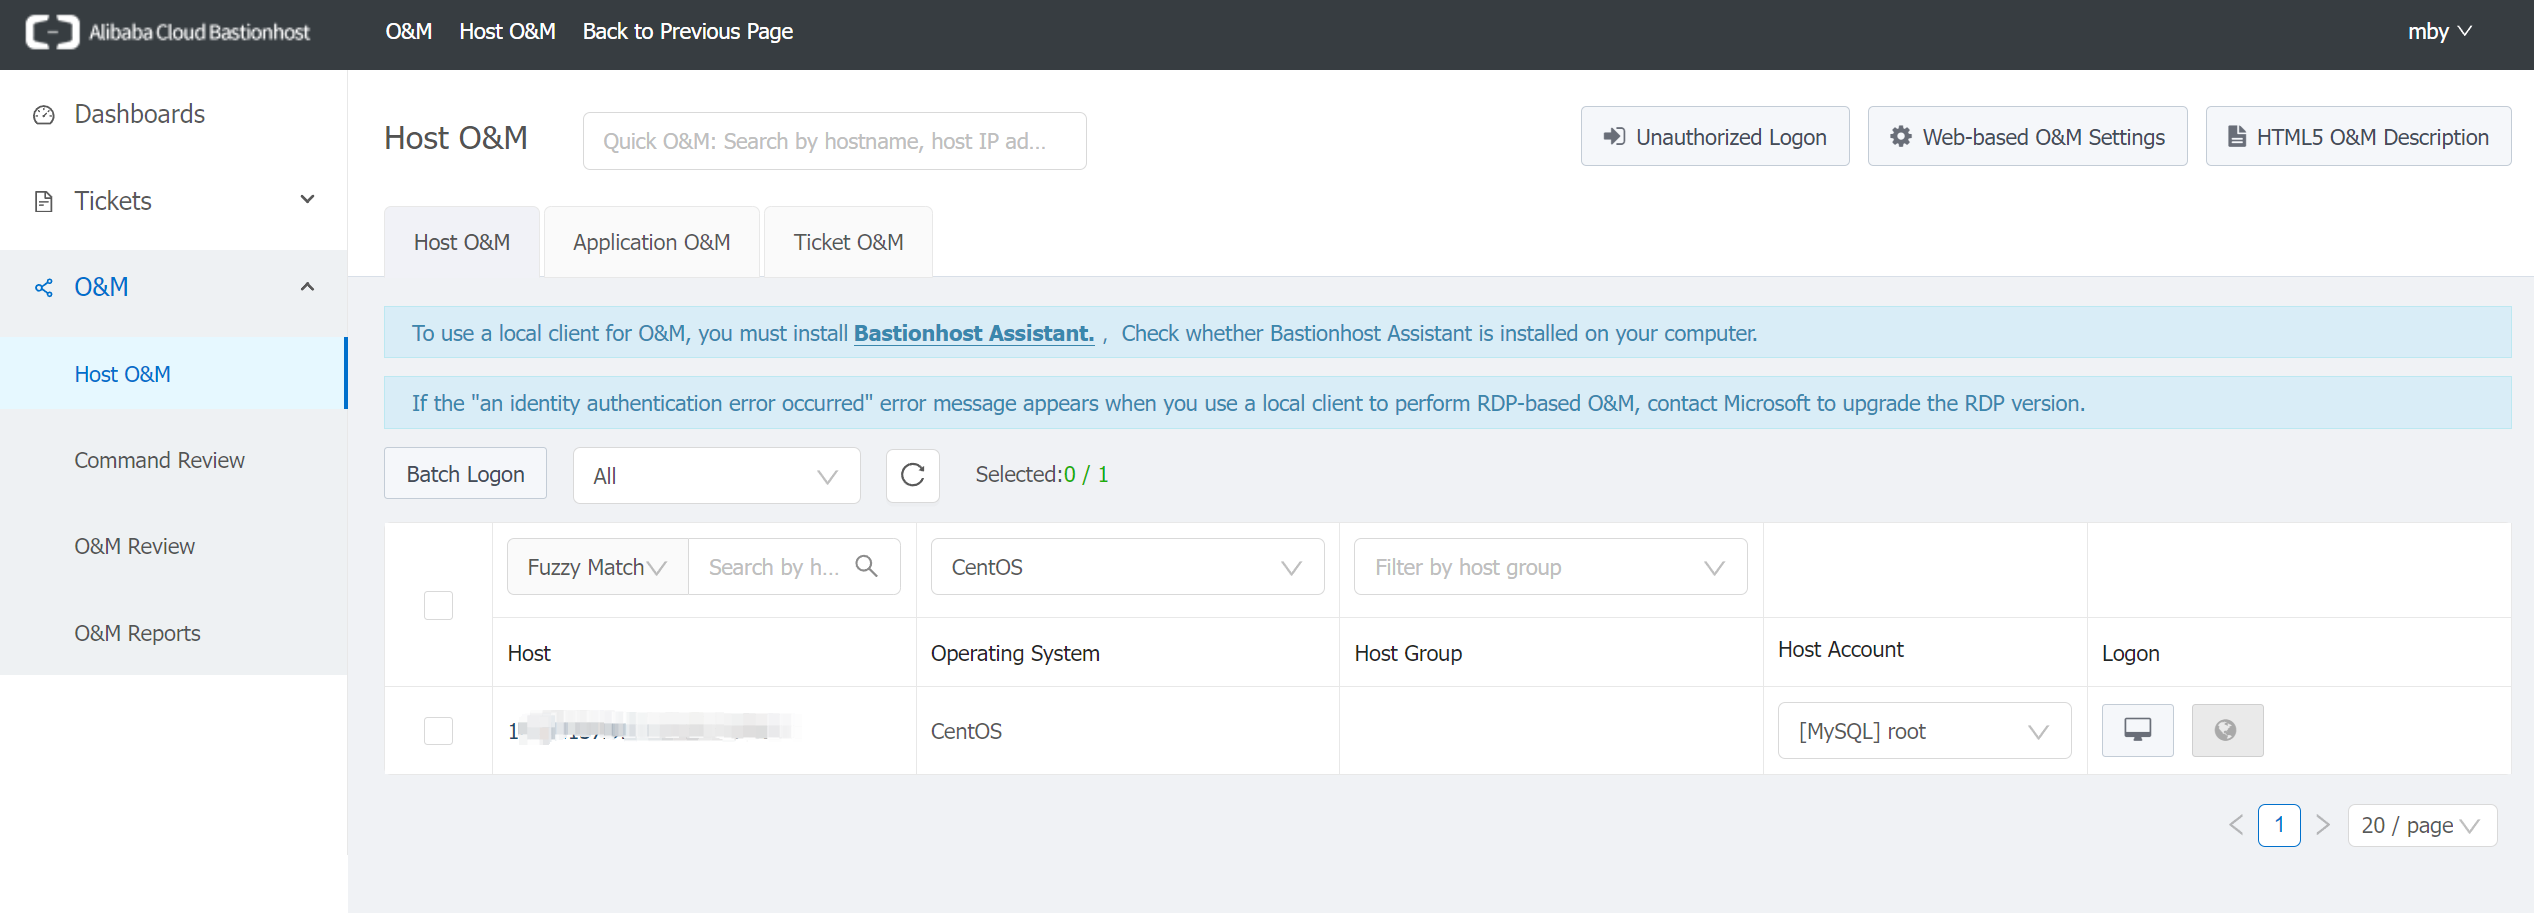 Alibaba Cloud Bastionhost
O&M Host O&M Back to Previous Page
mby
Dashboards
Tickets
O&M
Host O&M
Command Review
O&M Review
O&M Reports
Host O&M
Quick O&M: Search by hostname, host IP ad...
Unauthorized Logon
Web-based O&M Settings
HTML5 O&M Description
Host O&M
Application O&M
Ticket O&M
To use a local client for O&M, you must install Bastionhost Assistant. , Check whether Bastionhost Assistant is installed on your computer.
If the "an identity authentication error occurred" error message appears when you use a local client to perform RDP-based O&M, contact Microsoft to upgrade the RDP version.
Batch Logon
All
Selected:0 / 1
Fuzzy Match
Search by h...
CentOS
Filter by host group
Host
Operating System
Host Group
Host Account
Logon
CentOS
[MySQL] root
1
20 / page